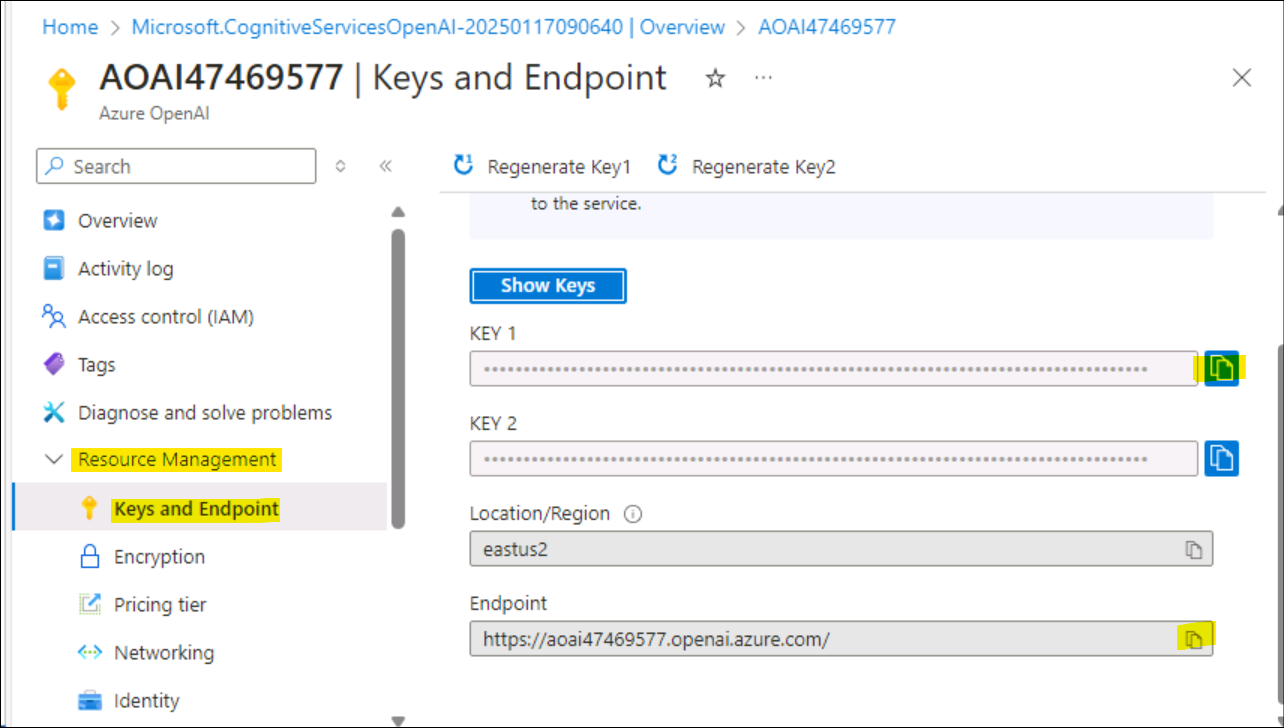 Home > Microsoft.CognitiveServicesOpenAI-20250117090640 | Overview > AOAI47469577
AOAI47469577 | Keys and Endpoint ☆ ...
Azure OpenAI
Search
Overview
Activity log
Access control (IAM)
Tags
Diagnose and solve problems
Resource Management
Keys and Endpoint
Encryption
Pricing tier
Networking
Identity
Regenerate Key1 Regenerate Key2
to the service.
Show Keys
KEY 1
KEY 2
Location/Region
eastus2
Endpoint
https://aoai47469577.openai.azure.com/